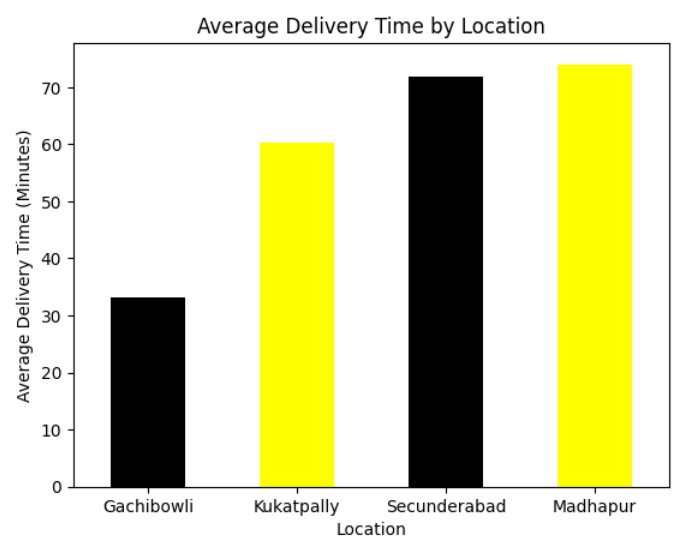 Average Delivery Time by Location
Average Delivery Time (Minutes)
70
60
50
40
30
20
10
0
Gachibowli Kukatpally Secunderabad Madhapur
Location